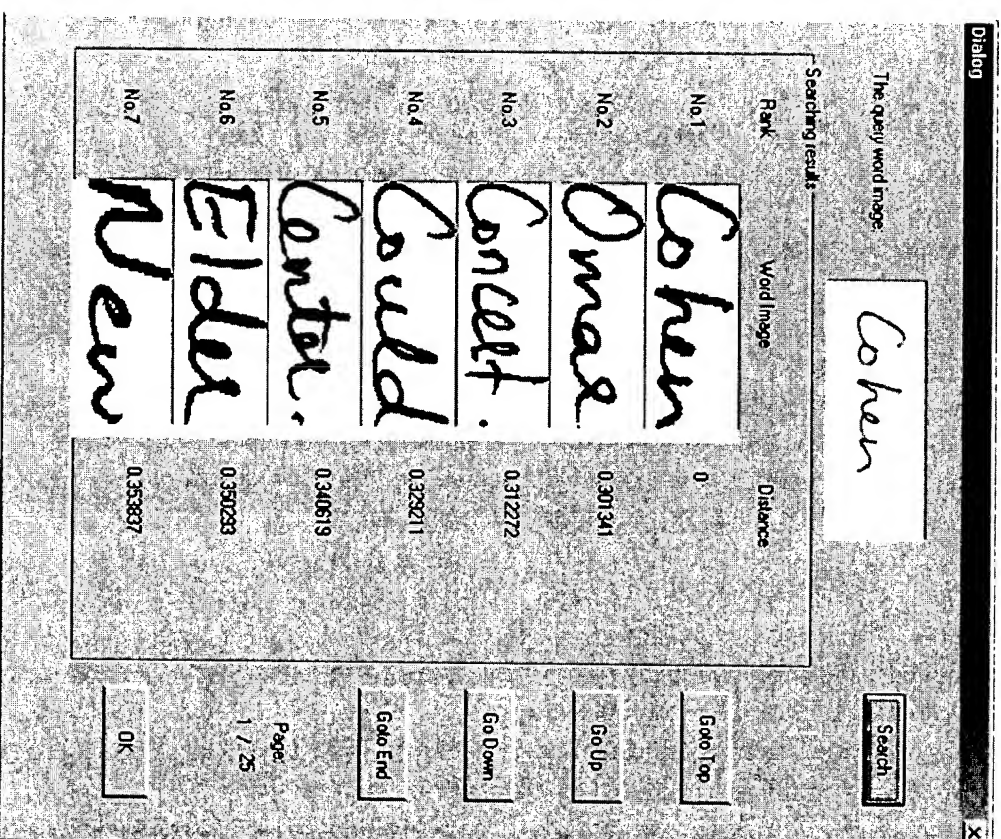 Dialog X
The query word image:
Cohen
Search
Searching results
Rank Word Image Distance
No.1 Cohen 0
No.2 Omar 0.301341
No.3 Concert. 0.312272
No.4 Could 0.329211
No.5 Center. 0.340619
No.6 Elder 0.350293
No.7 New 0.353837
Goto Top
Go Up
Go Down
Goto End
Page:
1 / 25
OK